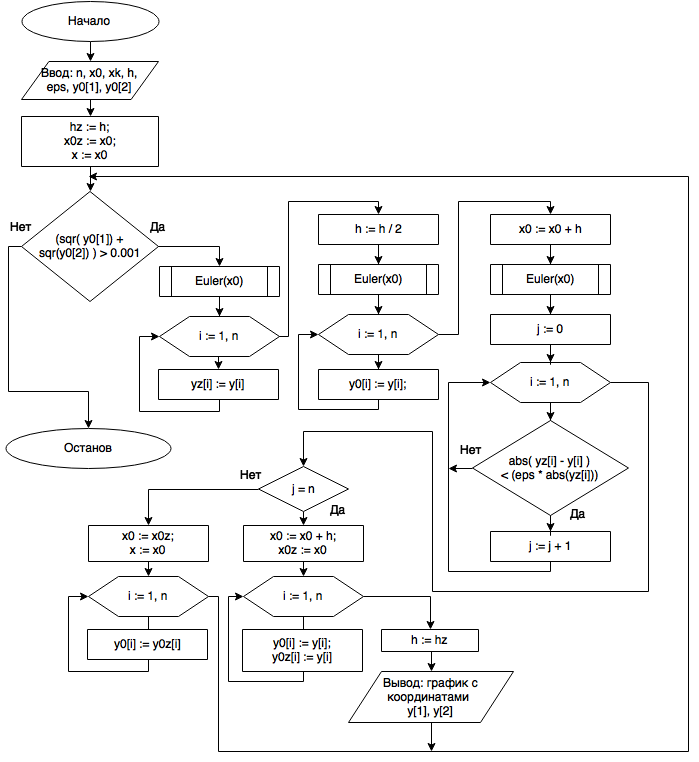 Начало
Ввод: n, x0, xk, h,
eps, y0[1], y0[2]
hz := h;
x0z := x0;
x := x0
Нет
Да
(sqr( y0[1]) +
sqr(y0[2]) ) > 0.001
Euler(x0)
i := 1, n
yz[i] := y[i]
h := h / 2
Euler(x0)
i := 1, n
y0[i] := y[i];
x0 := x0 + h
Euler(x0)
j := 0
i := 1, n
Нет
abs( yz[i] - y[i] )
< (eps * abs(yz[i]))
Да
j := j + 1
Останов
Нет
j = n
Да
x0 := x0z;
x := x0
i := 1, n
y0[i] := y0z[i]
x0 := x0 + h;
x0z := x0
i := 1, n
y0[i] := y[i];
y0z[i] := y[i]
h := hz
Вывод: график с
координатами
y[1], y[2]